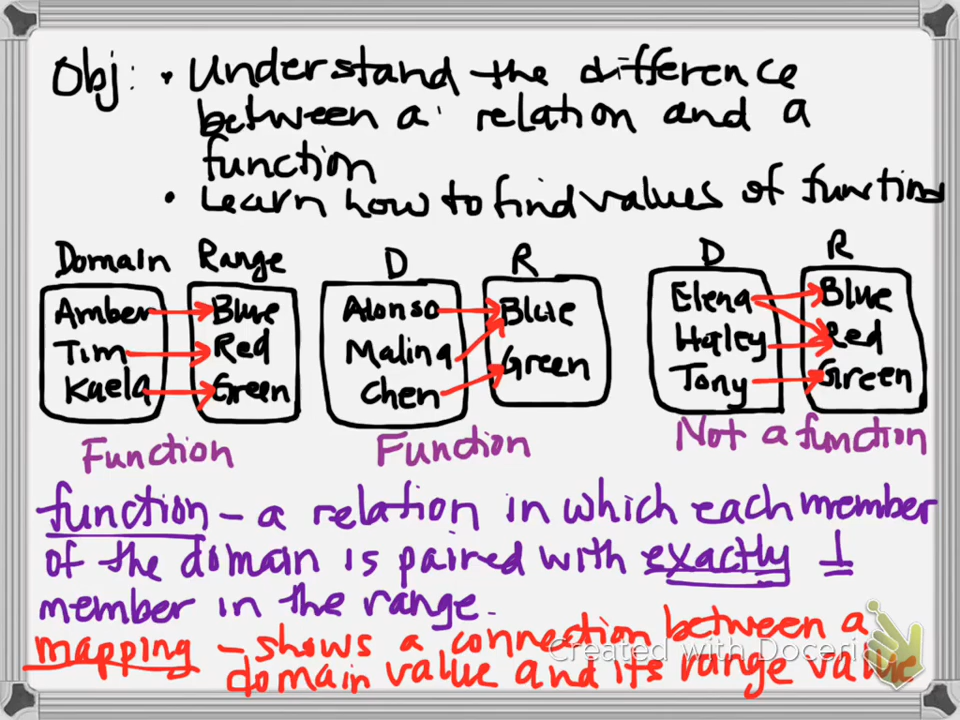 Obj: • Understand the difference
between a relation and a
function
• Learn how to find values of functions
Domain Range D R D R
Amber Blue Alonso Blue Elena Blue
Tim Red Malina Green Hatley Red
Kaela Green Chen Tony Green
Function Function Not a function
function - a relation in which each member
of the domain is paired with exactly 1
member in the range.
mapping - shows a connection between a
domain value and its range value
Created with Doceri